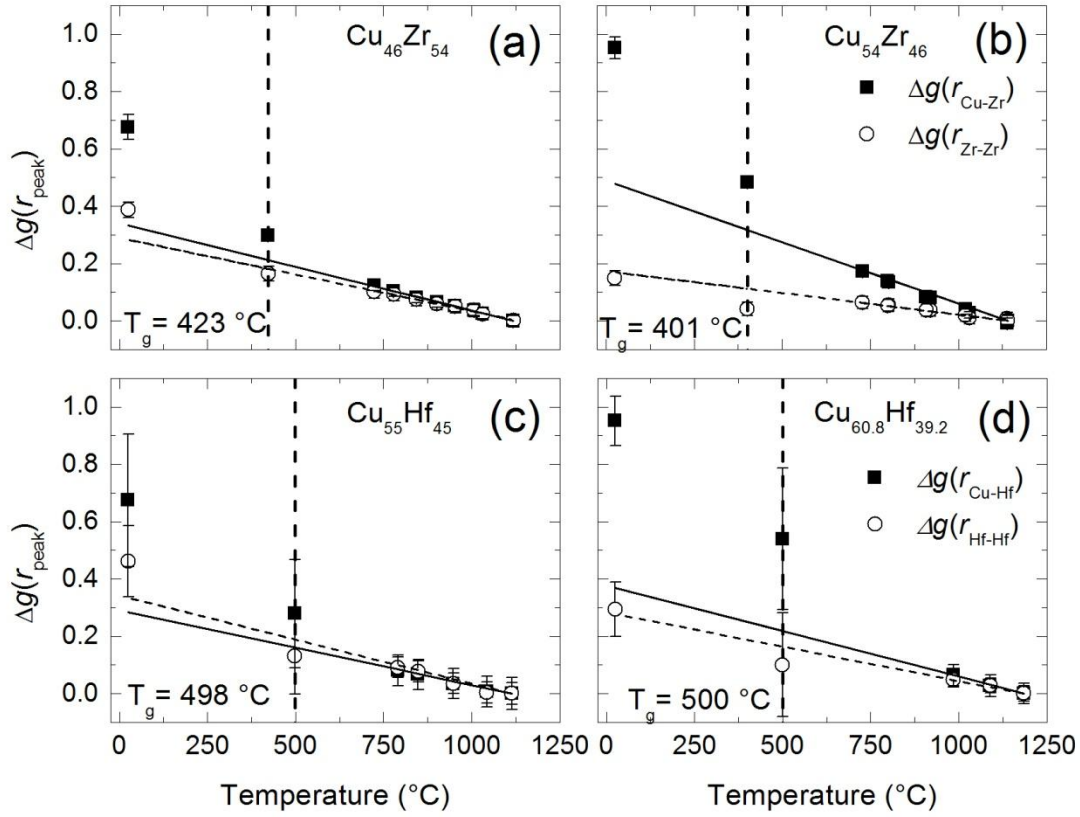 Cu46Zr54 (a)
Cu54Zr46 (b)
Δg(rCu-Zr)
Δg(rZr-Zr)
1.0
0.8
0.6
0.4
0.2
0.0
Δg(rpeak)
Tg = 423 °C
Tg = 401 °C
Cu55Hf45 (c)
Cu60.8Hf39.2 (d)
Δg(rCu-Hf)
Δg(rHf-Hf)
1.0
0.8
0.6
0.4
0.2
0.0
Δg(rpeak)
Tg = 498 °C
Tg = 500 °C
0 250 500 750 1000 1250
0 250 500 750 1000 1250
Temperature (°C)
Temperature (°C)